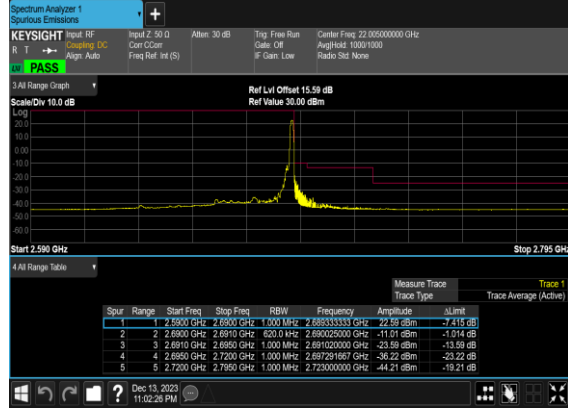 Spectrum Analyzer 1
Spurious Emissions
+
KEYSIGHT Input: RF Input Z: 50 Ω Atten: 30 dB Trig: Free Run Center Freq: 22.005000000 GHz
R T Coupling: DC Corr CCorr Gate: Off Avg|Hold: 1000/1000
Align: Auto Freq Ref: Int (S) IF Gain: Low Radio Std: None
LV PASS
3 All Range Graph
Ref Lvl Offset 15.59 dB
Scale/Div 10.0 dB Ref Value 30.00 dBm
Log
20.0
10.0
0.00
-10.0
-20.0
-30.0
-40.0
-50.0
-60.0
Start 2.590 GHz Stop 2.795 GHz
4 All Range Table
Measure Trace Trace 1
Trace Type Trace Average (Active)
Spur Range Start Freq Stop Freq RBW Frequency Amplitude ΔLimit
1 1 2.5900 GHz 2.6900 GHz 1.000 MHz 2.689333333 GHz 22.59 dBm -7.415 dB
2 2 2.6900 GHz 2.6910 GHz 620.0 kHz 2.690025000 GHz -11.01 dBm -1.014 dB
3 3 2.6910 GHz 2.6950 GHz 1.000 MHz 2.691020000 GHz -23.59 dBm -13.59 dB
4 4 2.6950 GHz 2.7200 GHz 1.000 MHz 2.697291667 GHz -36.22 dBm -23.22 dB
5 5 2.7200 GHz 2.7950 GHz 1.000 MHz 2.723000000 GHz -44.21 dBm -19.21 dB
? Dec 13, 2023
11:02:26 PM